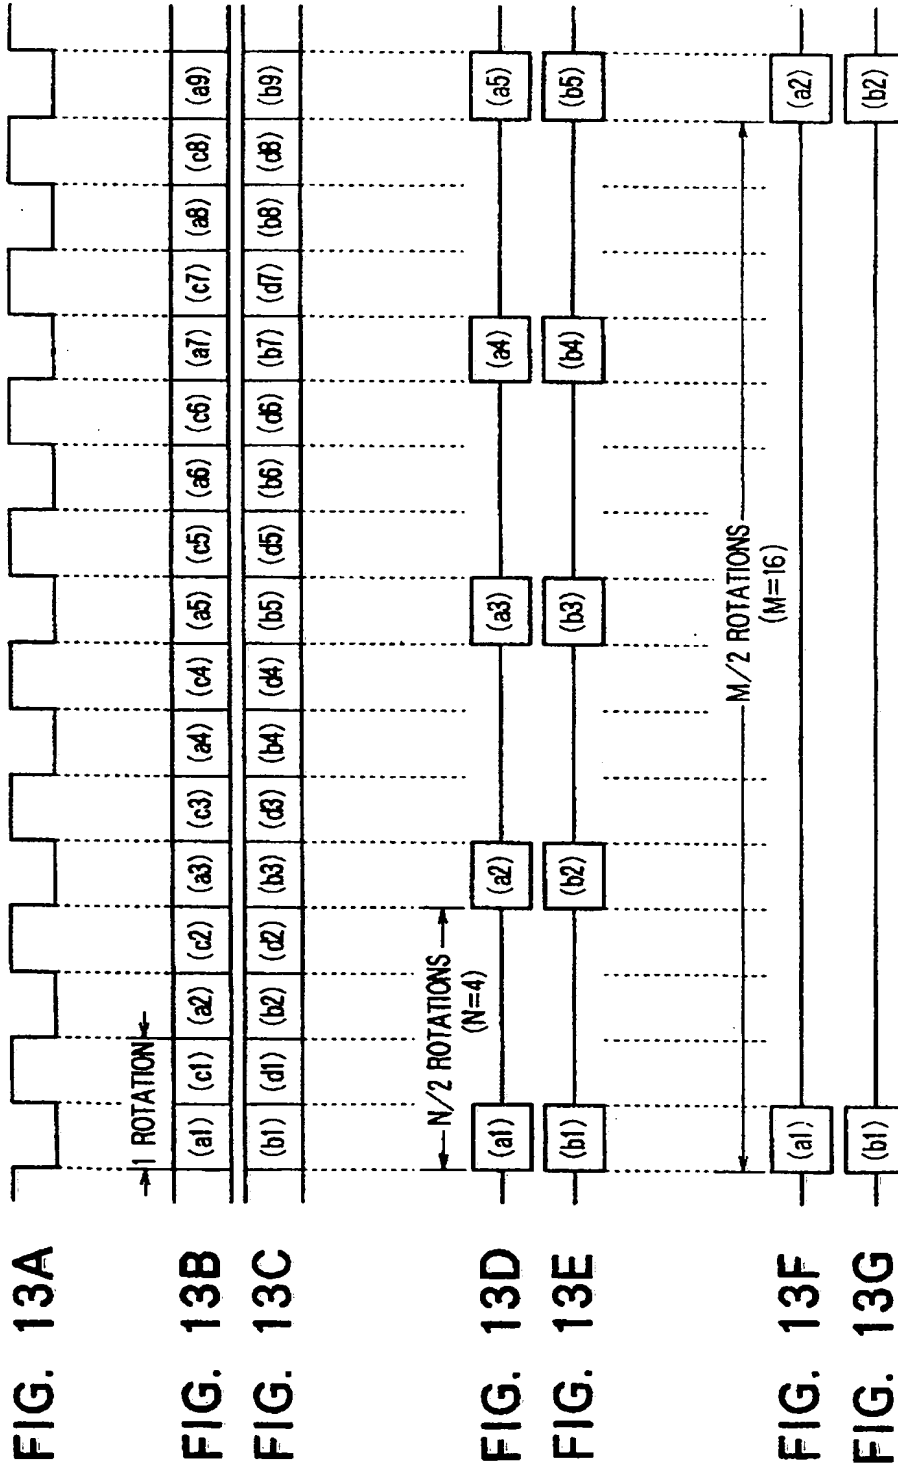 FIG. 13A
1 ROTATION
FIG. 13B
(a1) (c1) (a2) (c2) (a3) (c3) (a4) (c4) (a5) (c5) (a6) (c6) (a7) (c7) (a8) (c8) (a9)
FIG. 13C
(b1) (d1) (b2) (d2) (b3) (d3) (b4) (d4) (b5) (d5) (b6) (d6) (b7) (d7) (b8) (d8) (b9)
N/2 ROTATIONS
(N=4)
FIG. 13D
(a1) (a2) (a3) (a4) (a5)
FIG. 13E
(b1) (b2) (b3) (b4) (b5)
M/2 ROTATIONS
(M=16)
FIG. 13F
(a1) (a2)
FIG. 13G
(b1) (b2)